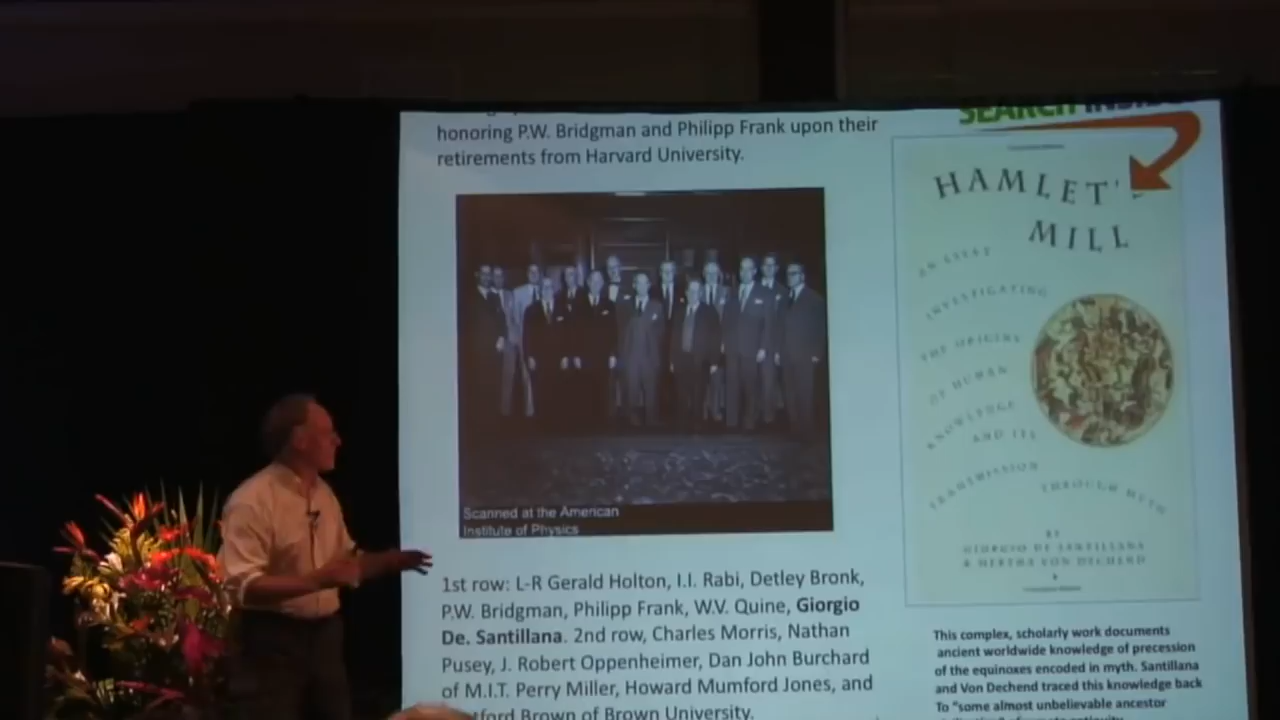 honoring P.W. Bridgman and Philipp Frank upon their
retirements from Harvard University.
Scanned at the American
Institute of Physics
1st row: L-R Gerald Holton, I.I. Rabi, Detley Bronk,
P.W. Bridgman, Philipp Frank, W.V. Quine, Giorgio
De. Santillana. 2nd row, Charles Morris, Nathan
Pusey, J. Robert Oppenheimer, Dan John Burchard
of M.I.T. Perry Miller, Howard Mumford Jones, and
Brown of Brown University.
SEARCH INSIDE
HAMLET'
MILL
AN ESSAY
INVESTIGATING
THE ORIGINS
OF HUMAN
KNOWLEDGE
AND ITS
TRANSMISSION
THROUGH MYTH
BY
GIORGIO DE SANTILLANA
& HERTHA VON DECHEND
This complex, scholarly work documents
ancient worldwide knowledge of precession
of the equinoxes encoded in myth. Santillana
and Von Dechend traced this knowledge back
To "some almost unbelievable ancestor